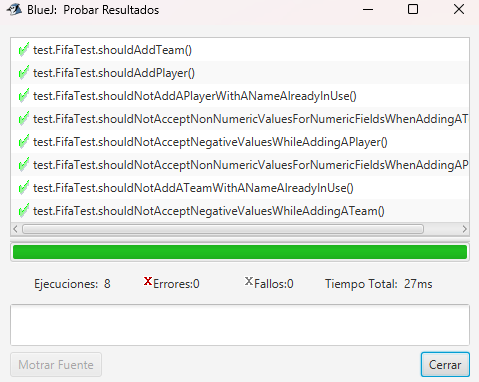 BlueJ: Probar Resultados
test.FifaTest.shouldAddTeam()
test.FifaTest.shouldAddPlayer()
test.FifaTest.shouldNotAddAPlayerWithANameAlreadyInUse()
test.FifaTest.shouldNotAcceptNonNumericValuesForNumericFieldsWhenAddingAT
test.FifaTest.shouldNotAcceptNegativeValuesWhileAddingAPlayer()
test.FifaTest.shouldNotAcceptNonNumericValuesForNumericFieldsWhenAddingAP
test.FifaTest.shouldNotAddATeamWithANameAlreadyInUse()
test.FifaTest.shouldNotAcceptNegativeValuesWhileAddingATeam()
Ejecuciones: 8 Errores:0 Fallos:0 Tiempo Total: 27ms
Motrar Fuente Cerrar